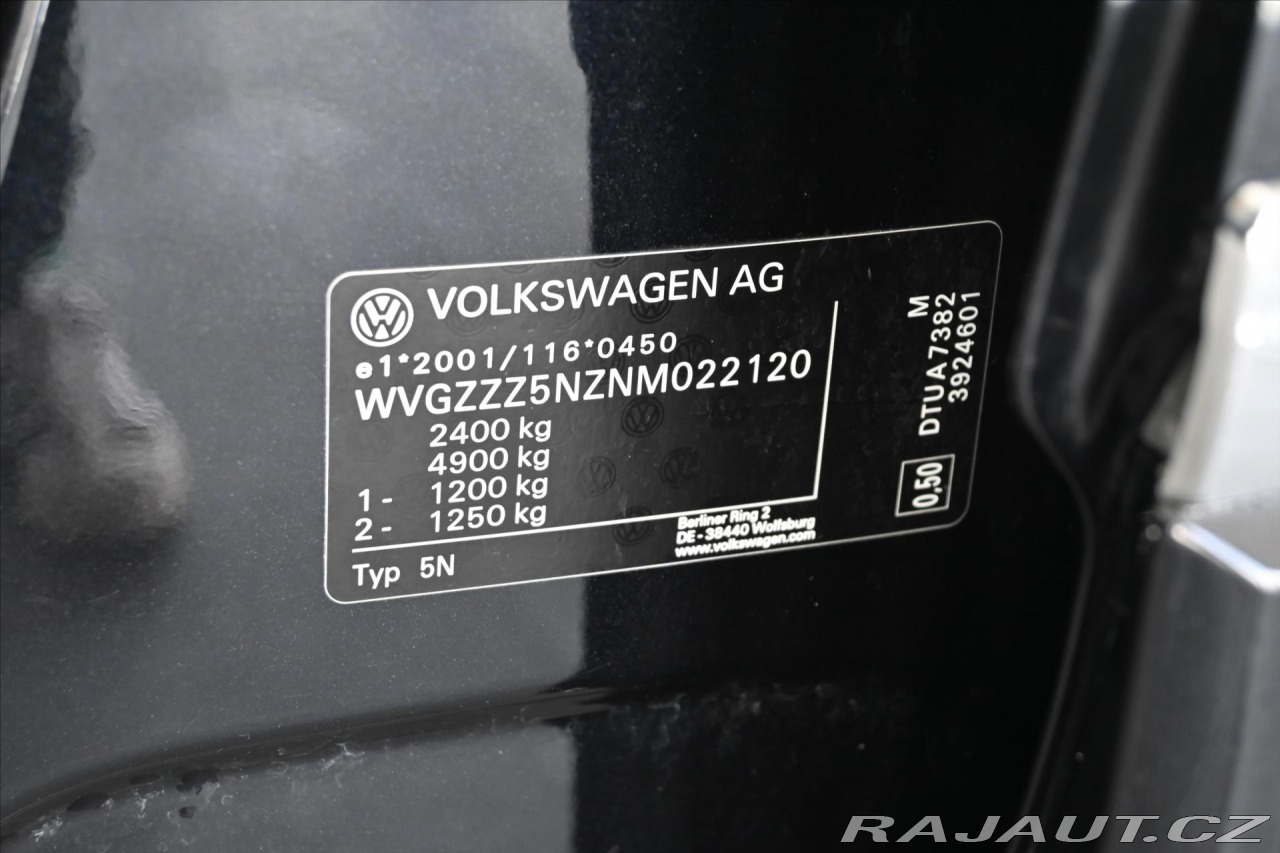 VOLKSWAGEN AG
e1*2001/116*0450
WVGZZZ5NZNM022120
2400 kg
4900 kg
1 - 1200 kg
2 - 1250 kg
Typ 5N
Berliner Ring 2
DE - 38440 Wolfsburg
www.volkswagen.com
M
DTUA7382
3924601
0,50
RAJAUT.CZ